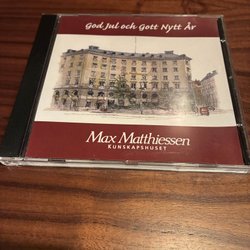 God Jul och Gott Nytt År
Max Matthiessen
KUNSKAPSHUSET